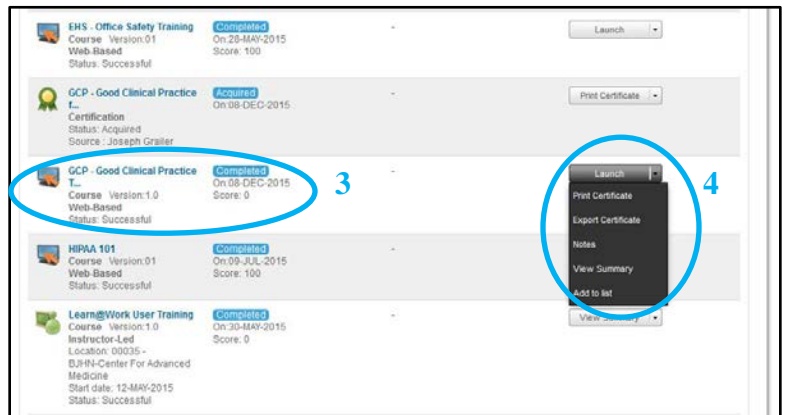 EHS - Office Safety Training
Course Version:01
Web-Based
Status: Successful
Completed
On:28-MAY-2015
Score: 100
-
Launch
GCP - Good Clinical Practice
f...
Certification
Status: Acquired
Source : Joseph Grailer
Acquired
On:08-DEC-2015
-
Print Certificate
GCP - Good Clinical Practice
T...
Course Version:1.0
Web-Based
Status: Successful
Completed
On:08-DEC-2015
Score: 0
3
-
Launch
Print Certificate
Export Certificate
Notes
View Summary
Add to list
4
HIPAA 101
Course Version:01
Web-Based
Status: Successful
Completed
On:09-JUL-2015
Score: 100
-
Learn@Work User Training
Course Version:1.0
Instructor-Led
Location: 00035 -
BJHN-Center For Advanced
Medicine
Start date: 12-MAY-2015
Status: Successful
Completed
On:30-MAY-2015
Score: 0
-
View Summary